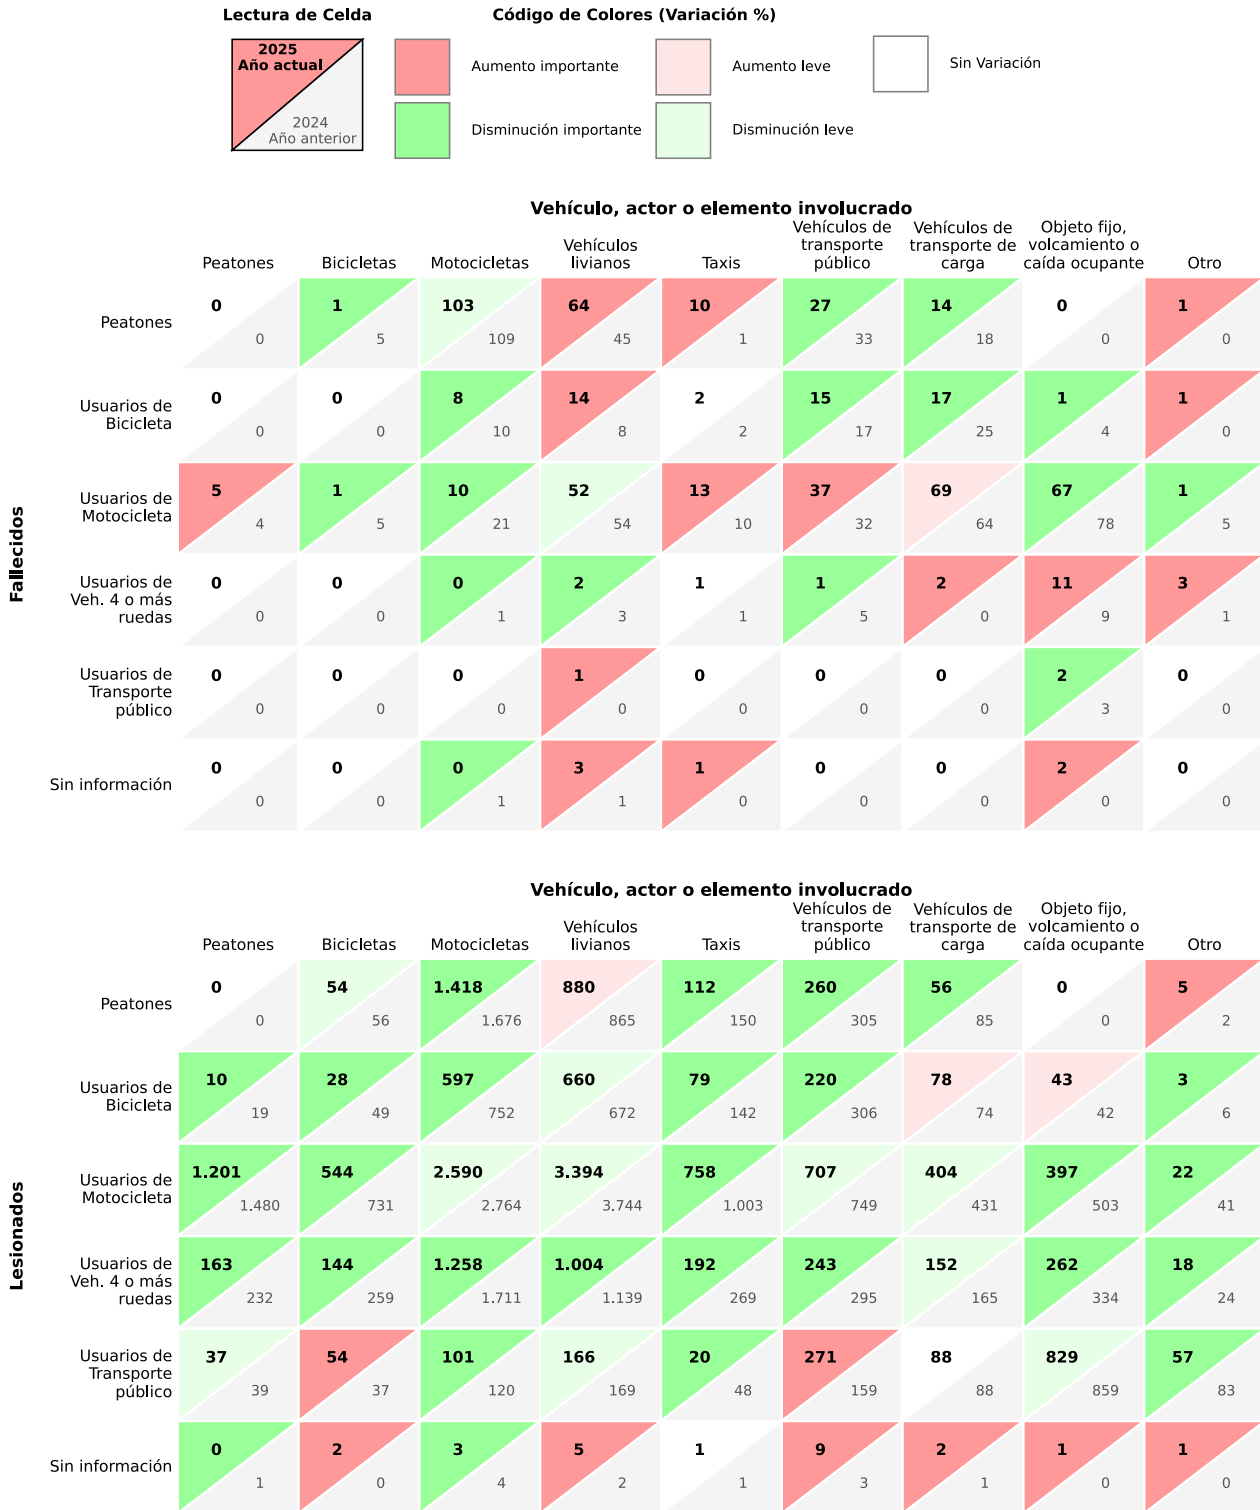 Lectura de Celda
Código de Colores (Variación %)
2025
Año actual
2024
Año anterior
Aumento importante
Aumento leve
Sin Variación
Disminución importante
Disminución leve
Vehículo, actor o elemento involucrado
Peatones
Bicicletas
Motocicletas
Vehículos
livianos
Taxis
Vehículos de
transporte
público
Vehículos de
transporte de
carga
Objeto fijo,
volcamiento o
caída ocupante
Otro
Fallecidos
Peatones
0 1 103 64 10 27 14 0 1
0 5 109 45 1 33 18 0 0
Usuarios de
Bicicleta
0 0 8 14 2 15 17 1 1
0 0 10 8 2 17 25 4 0
Usuarios de
Motocicleta
5 1 10 52 13 37 69 67 1
4 5 21 54 10 32 64 78 5
Usuarios de
Veh. 4 o más
ruedas
0 0 0 2 1 1 2 11 3
0 0 1 3 1 5 0 9 1
Usuarios de
Transporte
público
0 0 0 1 0 0 0 2 0
0 0 0 0 0 0 0 3 0
Sin información
0 0 0 3 1 0 0 2 0
0 0 1 1 0 0 0 0 0
Vehículo, actor o elemento involucrado
Peatones
Bicicletas
Motocicletas
Vehículos
livianos
Taxis
Vehículos de
transporte
público
Vehículos de
transporte de
carga
Objeto fijo,
volcamiento o
caída ocupante
Otro
Lesionados
Peatones
0 54 1.418 880 112 260 56 0 5
0 56 1.676 865 150 305 85 0 2
Usuarios de
Bicicleta
10 28 597 660 79 220 78 43 3
19 49 752 672 142 306 74 42 6
Usuarios de
Motocicleta
1.201 544 2.590 3.394 758 707 404 397 22
1.480 731 2.764 3.744 1.003 749 431 503 41
Usuarios de
Veh. 4 o más
ruedas
163 144 1.258 1.004 192 243 152 262 18
232 259 1.711 1.139 269 295 165 334 24
Usuarios de
Transporte
público
37 54 101 166 20 271 88 829 57
39 37 120 169 48 159 88 859 83
Sin información
0 2 3 5 1 9 2 1 1
1 0 4 2 1 3 1 0 0